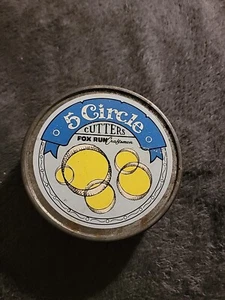 5 Circle
CUTTERS
FOX RUN Craftsmen